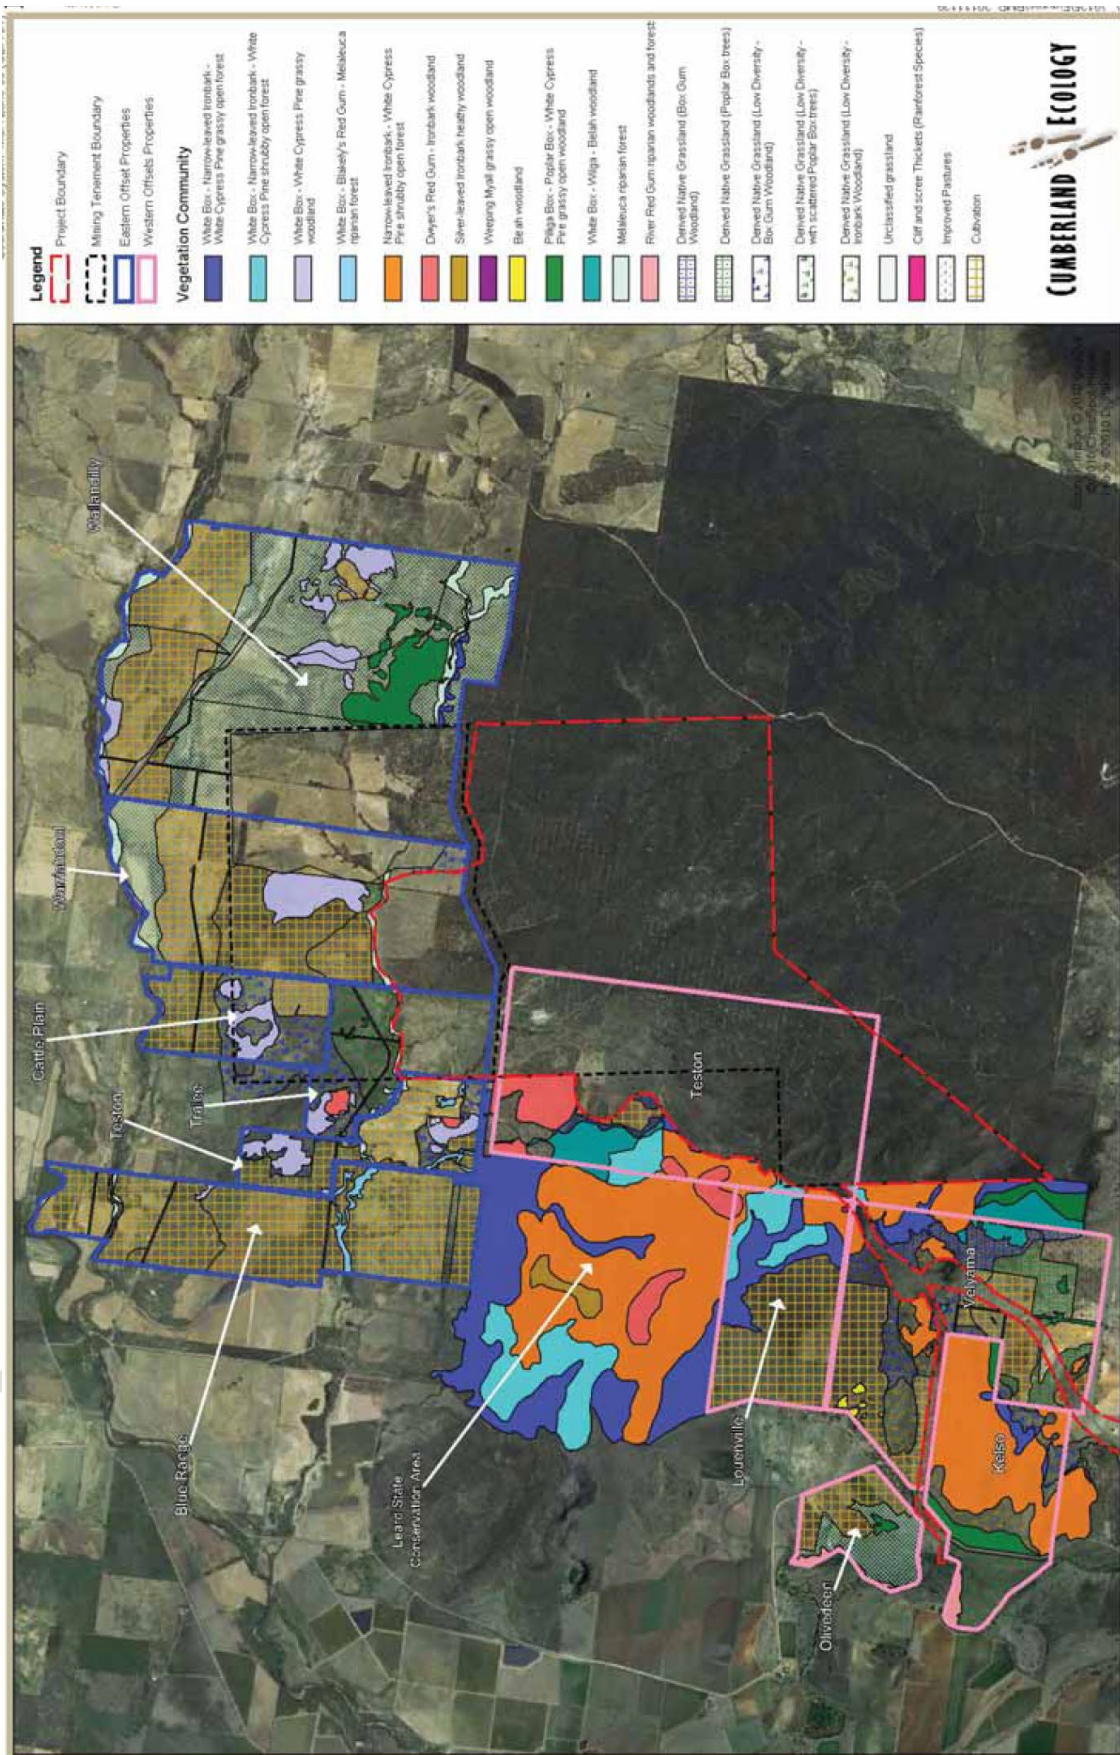 Legend
Project Boundary
Mining Tenement Boundary
Eastern Offset Properties
Western Offsets Properties
Vegetation Community
White Box - Narrow-leaved Ironbark -
White Cypress Pine grassy open forest
White Box - Narrow-leaved Ironbark - White
Cypress Pine shrubby open forest
White Box - White Cypress Pine grassy
woodland
White Box - Blakely's Red Gum - Melaleuca
riparian forest
Narrow-leaved Ironbark - White Cypress
Pine shrubby open forest
Dwyer's Red Gum - Ironbark woodland
Silver-leaved Ironbark heathy woodland
Weeping Myall grassy open woodland
Belah woodland
Pilliga Box - Poplar Box - White Cypress
Pine grassy open woodland
White Box - Wilga - Belah woodland
Melaleuca riparian forest
River Red Gum riparian woodlands and forest
Derived Native Grassland (Box Gum
Woodland)
Derived Native Grassland (Poplar Box trees)
Derived Native Grassland (Low Diversity -
Box Gum Woodland)
Derived Native Grassland (Low Diversity -
with scattered Poplar Box trees)
Derived Native Grassland (Low Diversity -
Ironbark Woodland)
Unclassified grassland
Cliff and scree Thickets (Rainforest Species)
Improved Pastures
Cultivation
CUMBERLAND ECOLOGY
Wallandilly
Warriahdool
Cattle Plain
Teston
Tralee
Blue Range
Teston
Leard State
Conservation Area
Louenville
Velyama
Kelso
Olivedeen